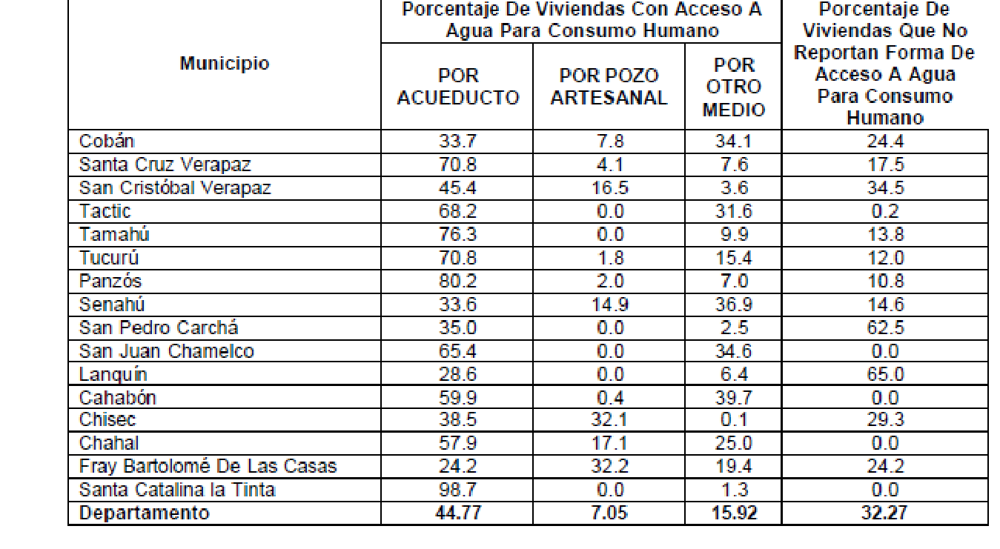 Porcentaje De Viviendas Con Acceso A
Agua Para Consumo Humano
Porcentaje De
Viviendas Que No
Reportan Forma De
Acceso A Agua
Para Consumo
Humano
Municipio
POR
ACUEDUCTO
POR POZO
ARTESANAL
POR
OTRO
MEDIO
Cobán 33.7 7.8 34.1 24.4
Santa Cruz Verapaz 70.8 4.1 7.6 17.5
San Cristóbal Verapaz 45.4 16.5 3.6 34.5
Tactic 68.2 0.0 31.6 0.2
Tamahú 76.3 0.0 9.9 13.8
Tucurú 70.8 1.8 15.4 12.0
Panzós 80.2 2.0 7.0 10.8
Senahú 33.6 14.9 36.9 14.6
San Pedro Carchá 35.0 0.0 2.5 62.5
San Juan Chamelco 65.4 0.0 34.6 0.0
Lanquín 28.6 0.0 6.4 65.0
Cahabón 59.9 0.4 39.7 0.0
Chisec 38.5 32.1 0.1 29.3
Chahal 57.9 17.1 25.0 0.0
Fray Bartolomé De Las Casas 24.2 32.2 19.4 24.2
Santa Catalina la Tinta 98.7 0.0 1.3 0.0
Departamento 44.77 7.05 15.92 32.27